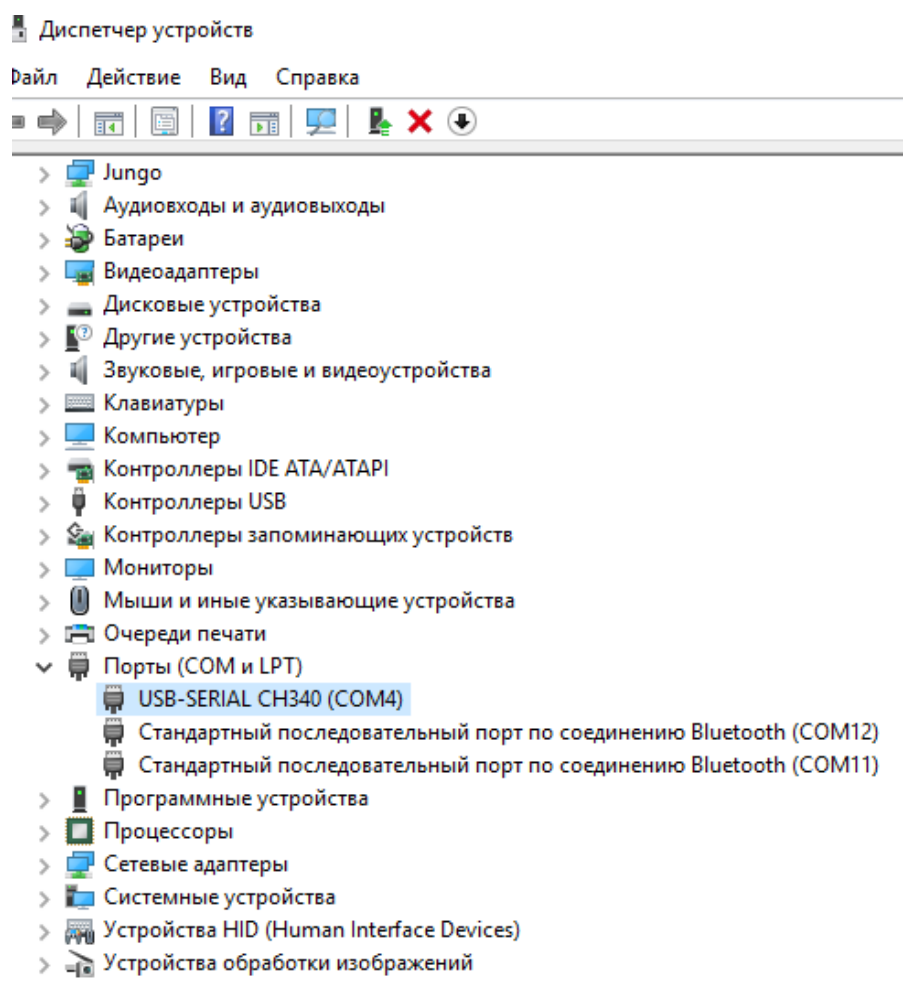 Диспетчер устройств
Файл Действие Вид Справка
Jungo
Аудиовходы и аудиовыходы
Батареи
Видеоадаптеры
Дисковые устройства
Другие устройства
Звуковые, игровые и видеоустройства
Клавиатуры
Компьютер
Контроллеры IDE ATA/ATAPI
Контроллеры USB
Контроллеры запоминающих устройств
Мониторы
Мыши и иные указывающие устройства
Очереди печати
Порты (COM и LPT)
USB-SERIAL CH340 (COM4)
Стандартный последовательный порт по соединению Bluetooth (COM12)
Стандартный последовательный порт по соединению Bluetooth (COM11)
Программные устройства
Процессоры
Сетевые адаптеры
Системные устройства
Устройства HID (Human Interface Devices)
Устройства обработки изображений